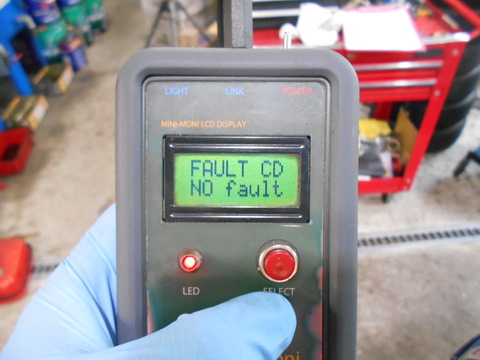 LIGHT LINK POWER
MINI-MONI LCD DISPLAY
FAULT CD
NO fault
LED SELECT